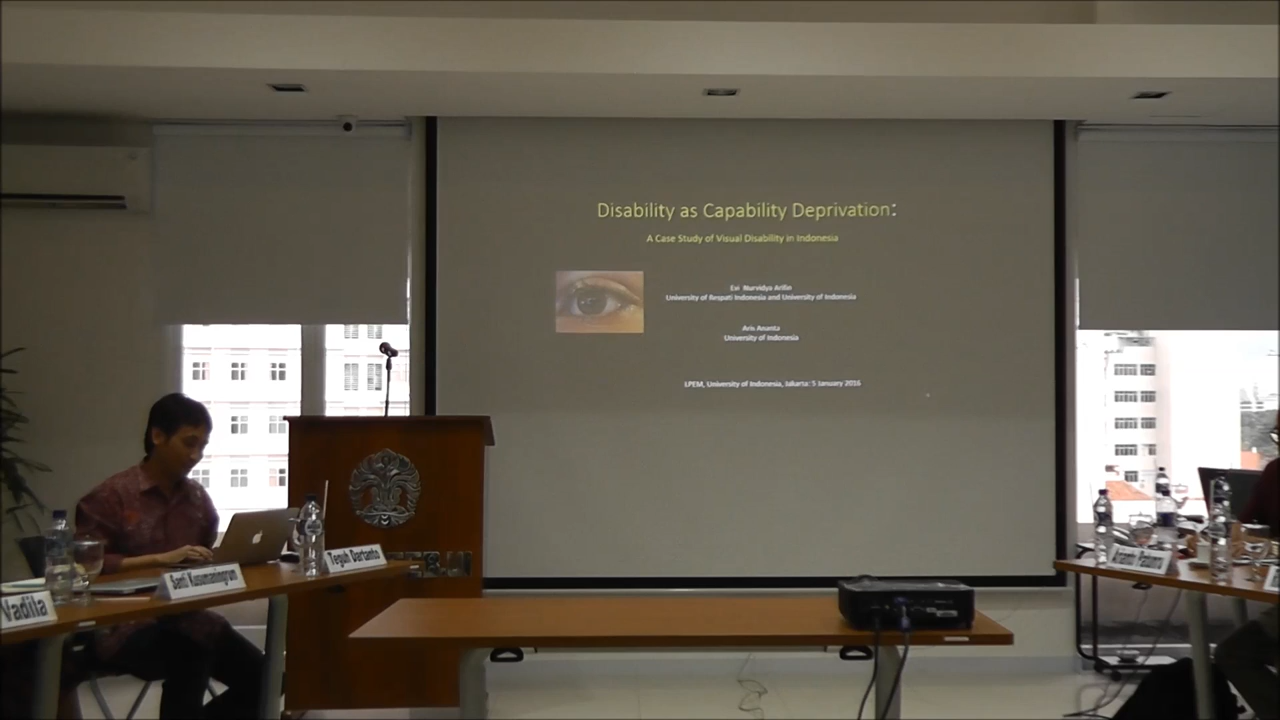 Disability as Capability Deprivation:
A Case Study of Visual Disability in Indonesia
Evi Nurvidya Arifin
University of Respati Indonesia and University of Indonesia
Aris Ananta
University of Indonesia
LPEM, University of Indonesia, Jakarta: 5 January 2016
Vadila
Santi Kusumaningrum
Teguh Dartanto